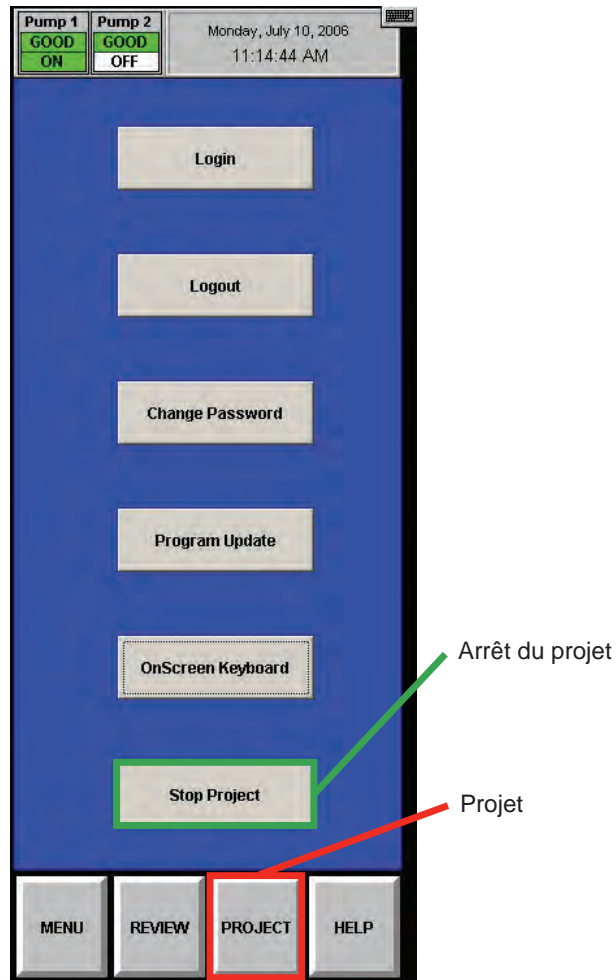 Pump 1
GOOD
ON
Pump 2
GOOD
OFF
Monday, July 10, 2006
11:14:44 AM
Login
Logout
Change Password
Program Update
OnScreen Keyboard
Arrêt du projet
Stop Project
Projet
MENU
REVIEW
PROJECT
HELP